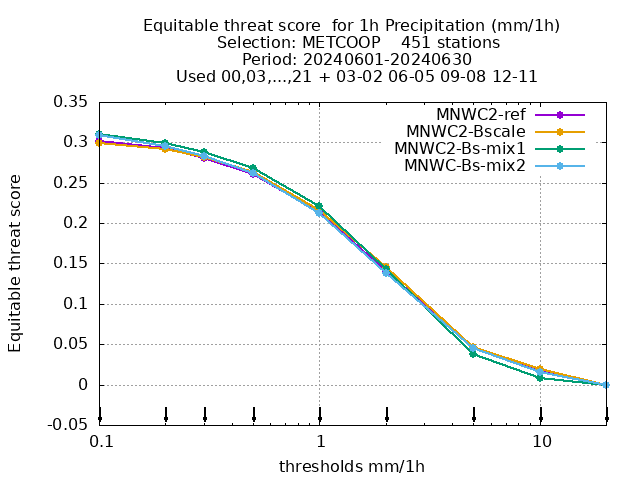 Equitable threat score  for 1h Precipitation (mm/1h)
Selection: METCOOP    451 stations
Period: 20240601-20240630
Used 00,03,...,21 + 03-02 06-05 09-08 12-11
MNWC2-ref
MNWC2-Bscale
MNWC2-Bs-mix1
MNWC-Bs-mix2
Equitable threat score
0.35
0.3
0.25
0.2
0.15
0.1
0.05
0
-0.05
0.1
1
10
thresholds mm/1h